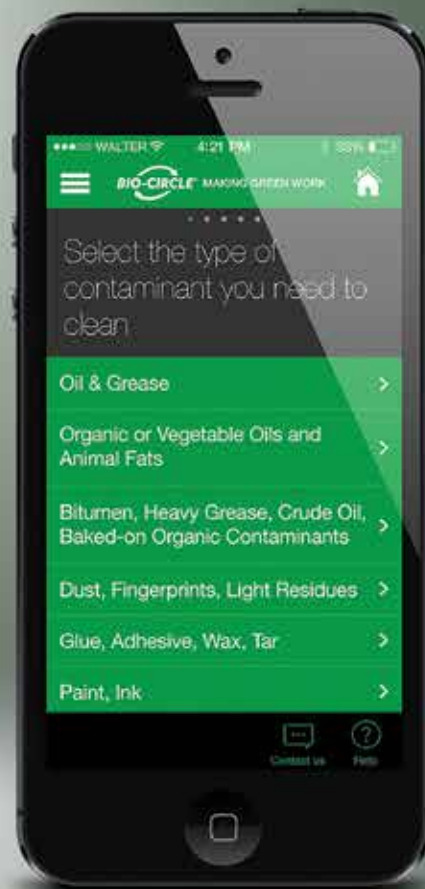 WALTER 4:21 PM
BIO-CIRCLE MAKING GREEN WORK
Select the type of
contaminant you need to
clean
Oil & Grease
Organic or Vegetable Oils and
Animal Fats
Bitumen, Heavy Grease, Crude Oil,
Baked-on Organic Contaminants
Dust, Fingerprints, Light Residues
Glue, Adhesive, Wax, Tar
Paint, Ink
Contact us Help